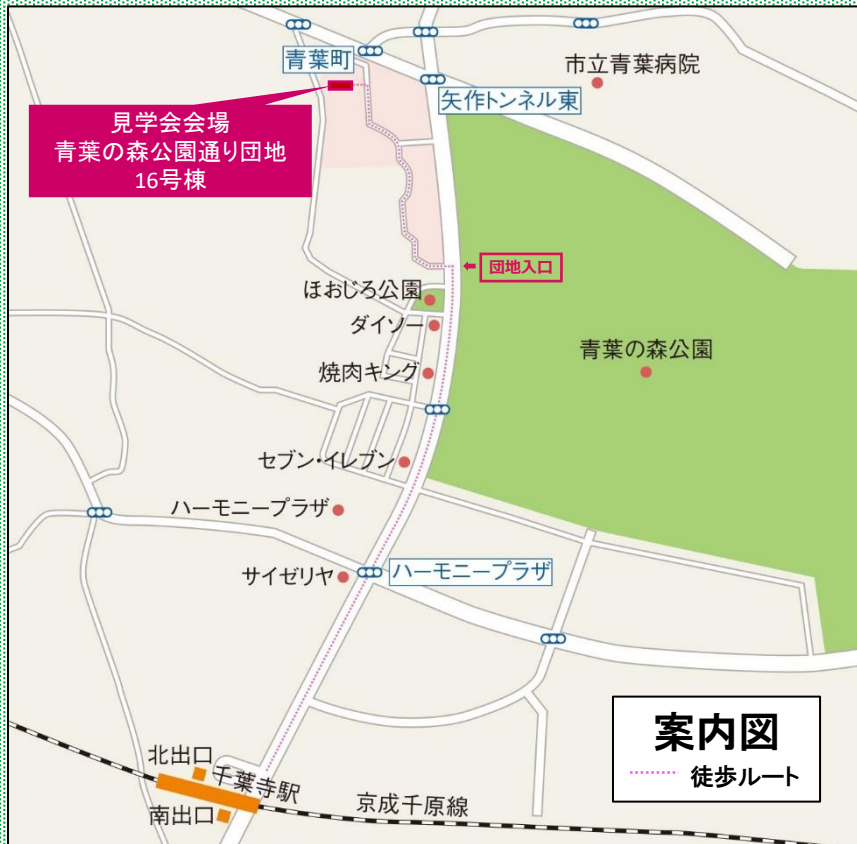 青葉町
市立青葉病院
矢作トンネル東
見学会会場
青葉の森公園通り団地
16号棟
団地入口
ほおじろ公園
ダイソー
焼肉キング
青葉の森公園
セブン・イレブン
ハーモニープラザ
サイゼリヤ
ハーモニープラザ
案内図
徒歩ルート
北出口
千葉寺駅
京成千原線
南出口